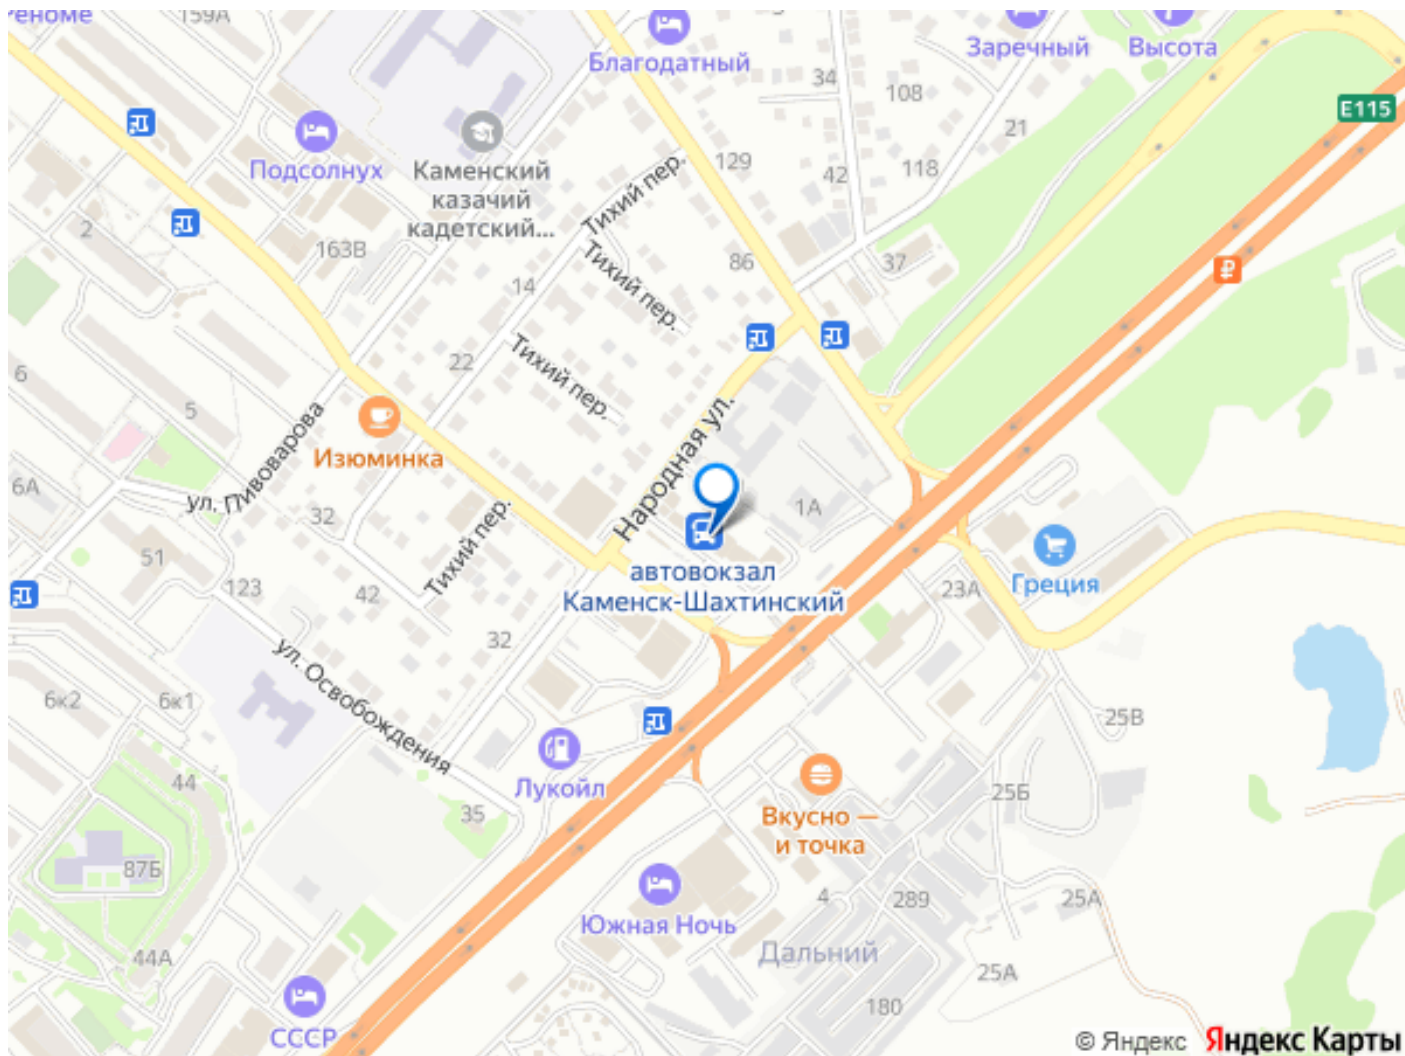 159А
Благодатный
Заречный
Высота
34
108
E115
21
Подсолнух
Каменский
казачий
кадетский...
129
42
118
Тихий пер.
2
163В
14
86
37
Тихий пер.
22
Тихий пер.
6
5
Изюминка
ул. Пивоварова
Народная ул.
6А
32
1А
Тихий пер.
51
123
42
автовокзал
Каменск-Шахтинский
23А
Греция
32
ул. Освобождения
6к2
6к1
25В
44
Лукойл
35
25Б
Вкусно —
и точка
87Б
4
289
25А
Южная Ночь
44А
Дальний
25А
180
СССР
© Яндекс Яндекс Карты